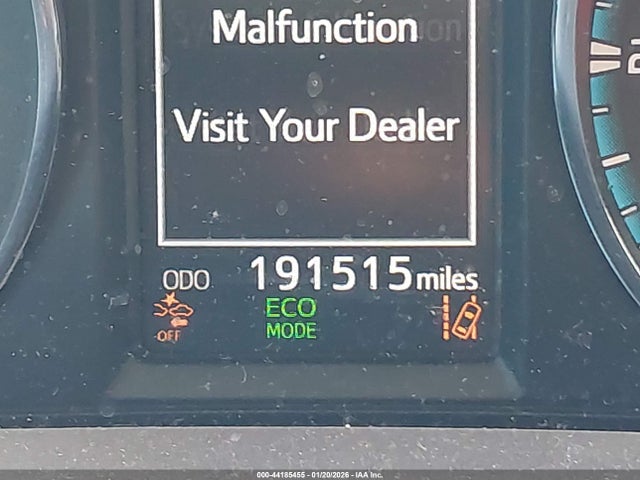 Malfunction
Visit Your Dealer
ODO 191515 miles
ECO
MODE
OFF
000-44185455 - 01/20/2026 - IAA Inc.